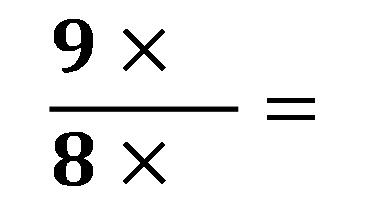 9 ×
8 × =